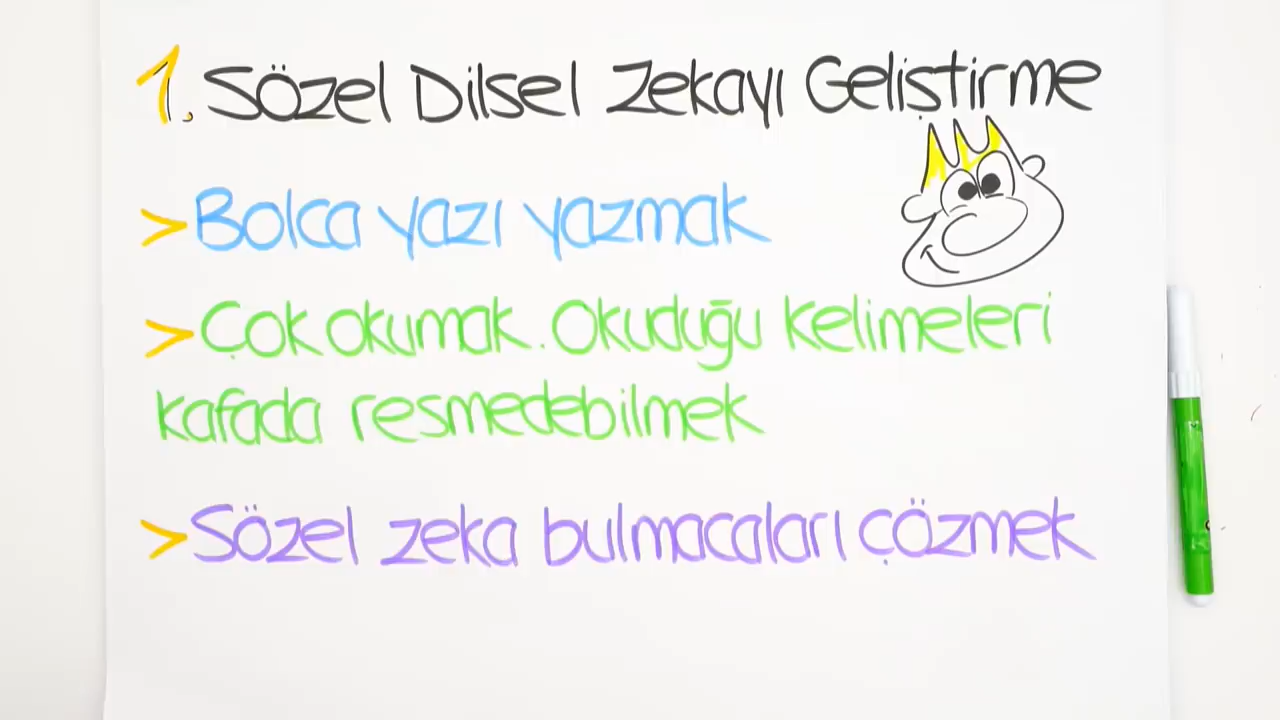 1. Sözel Dilsel Zekayı Geliştirme
> Bolca yazı yazmak
> Çok okumak. Okuduğu kelimeleri
kafada resmedebilmek
> Sözel zeka bulmacaları çözmek